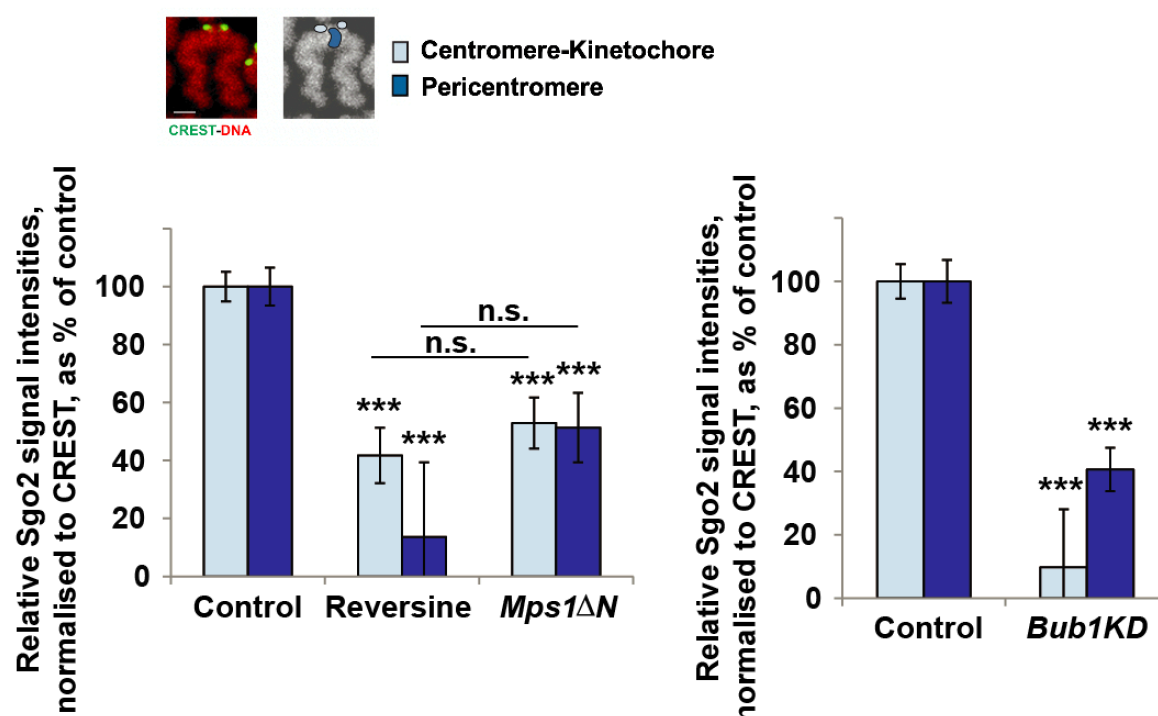 Centromere-Kinetochore
Pericentromere
CREST-DNA
Relative Sgo2 signal intensities,
normalised to CREST, as % of control
100
80
60
40
20
0
n.s.
n.s.
***
***
***
***
Control
Reversine
Mps1ΔN
Relative Sgo2 signal intensities,
normalised to CREST, as % of control
100
80
60
40
20
0
***
***
Control
Bub1KD